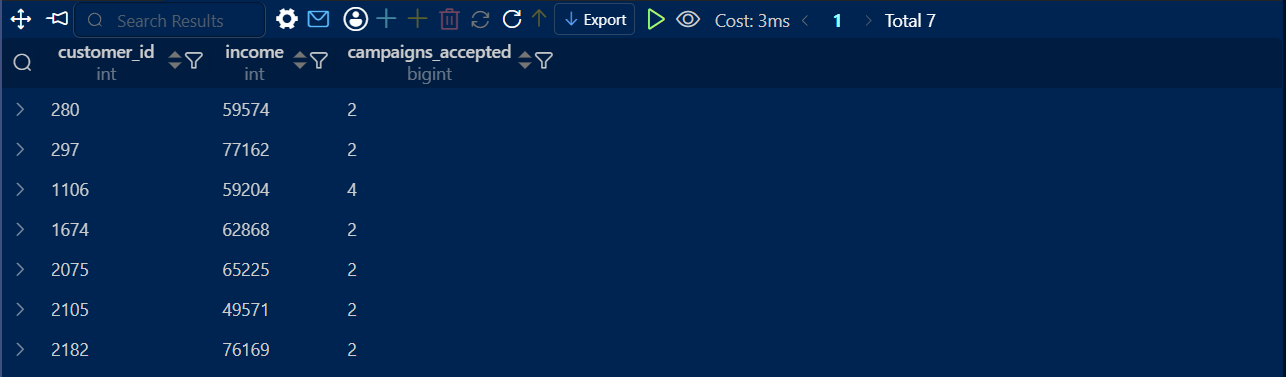 Search Results Export Cost: 3ms 1 Total 7
customer_id income campaigns_accepted
int int bigint
280 59574 2
297 77162 2
1106 59204 4
1674 62868 2
2075 65225 2
2105 49571 2
2182 76169 2